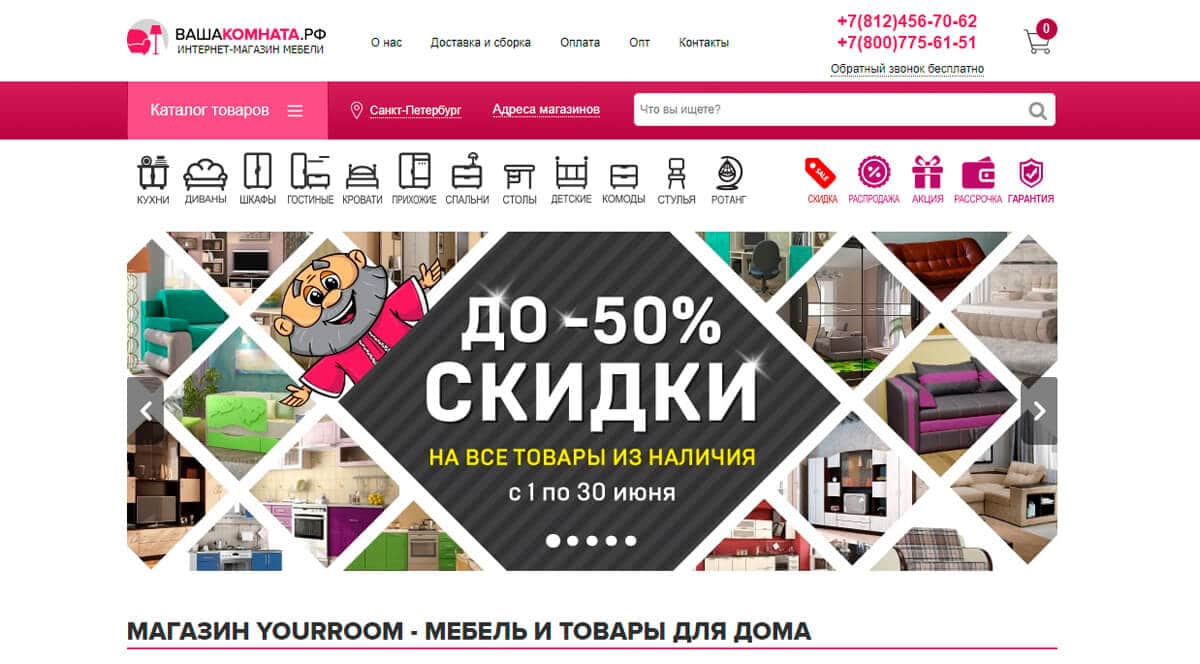 ВАШАКОМНАТА.РФ
ИНТЕРНЕТ-МАГАЗИН МЕБЕЛИ
О нас
Доставка и сборка
Оплата
Опт
Контакты
+7(812)456-70-62
+7(800)775-61-51
Обратный звонок бесплатно
0
Каталог товаров
Санкт-Петербург
Адреса магазинов
Что вы ищете?
КУХНИ
ДИВАНЫ
ШКАФЫ
ГОСТИНЫЕ
КРОВАТИ
ПРИХОЖИЕ
СПАЛЬНИ
СТОЛЫ
ДЕТСКИЕ
КОМОДЫ
СТУЛЬЯ
РОТАНГ
SALE
СКИДКА
%
РАСПРОДАЖА
АКЦИЯ
РАССРОЧКА
ГАРАНТИЯ
ДО -50%
СКИДКИ
НА ВСЕ ТОВАРЫ ИЗ НАЛИЧИЯ
с 1 по 30 июня
МАГАЗИН YOURROOM - МЕБЕЛЬ И ТОВАРЫ ДЛЯ ДОМА